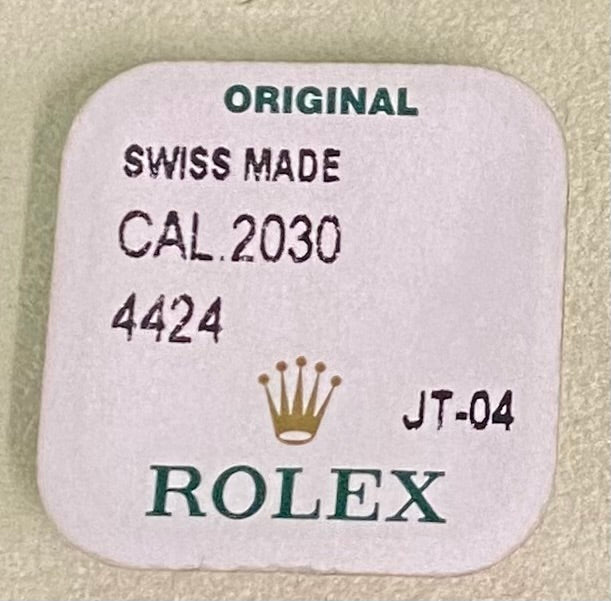 ORIGINAL
SWISS MADE
CAL.2030
4424
JT-04
ROLEX